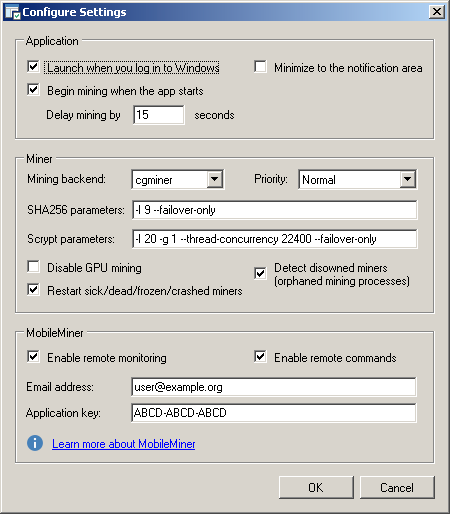 Configure Settings
Application
Launch when you log in to Windows
Minimize to the notification area
Begin mining when the app starts
Delay mining by 15 seconds
Miner
Mining backend: cgminer Priority: Normal
SHA256 parameters: -I 9 --failover-only
Scrypt parameters: -I 20 -g 1 --thread-concurrency 22400 --failover-only
Disable GPU mining
Detect disowned miners
(orphaned mining processes)
Restart sick/dead/frozen/crashed miners
MobileMiner
Enable remote monitoring
Enable remote commands
Email address: user@example.org
Application key: ABCD-ABCD-ABCD
Learn more about MobileMiner
OK Cancel